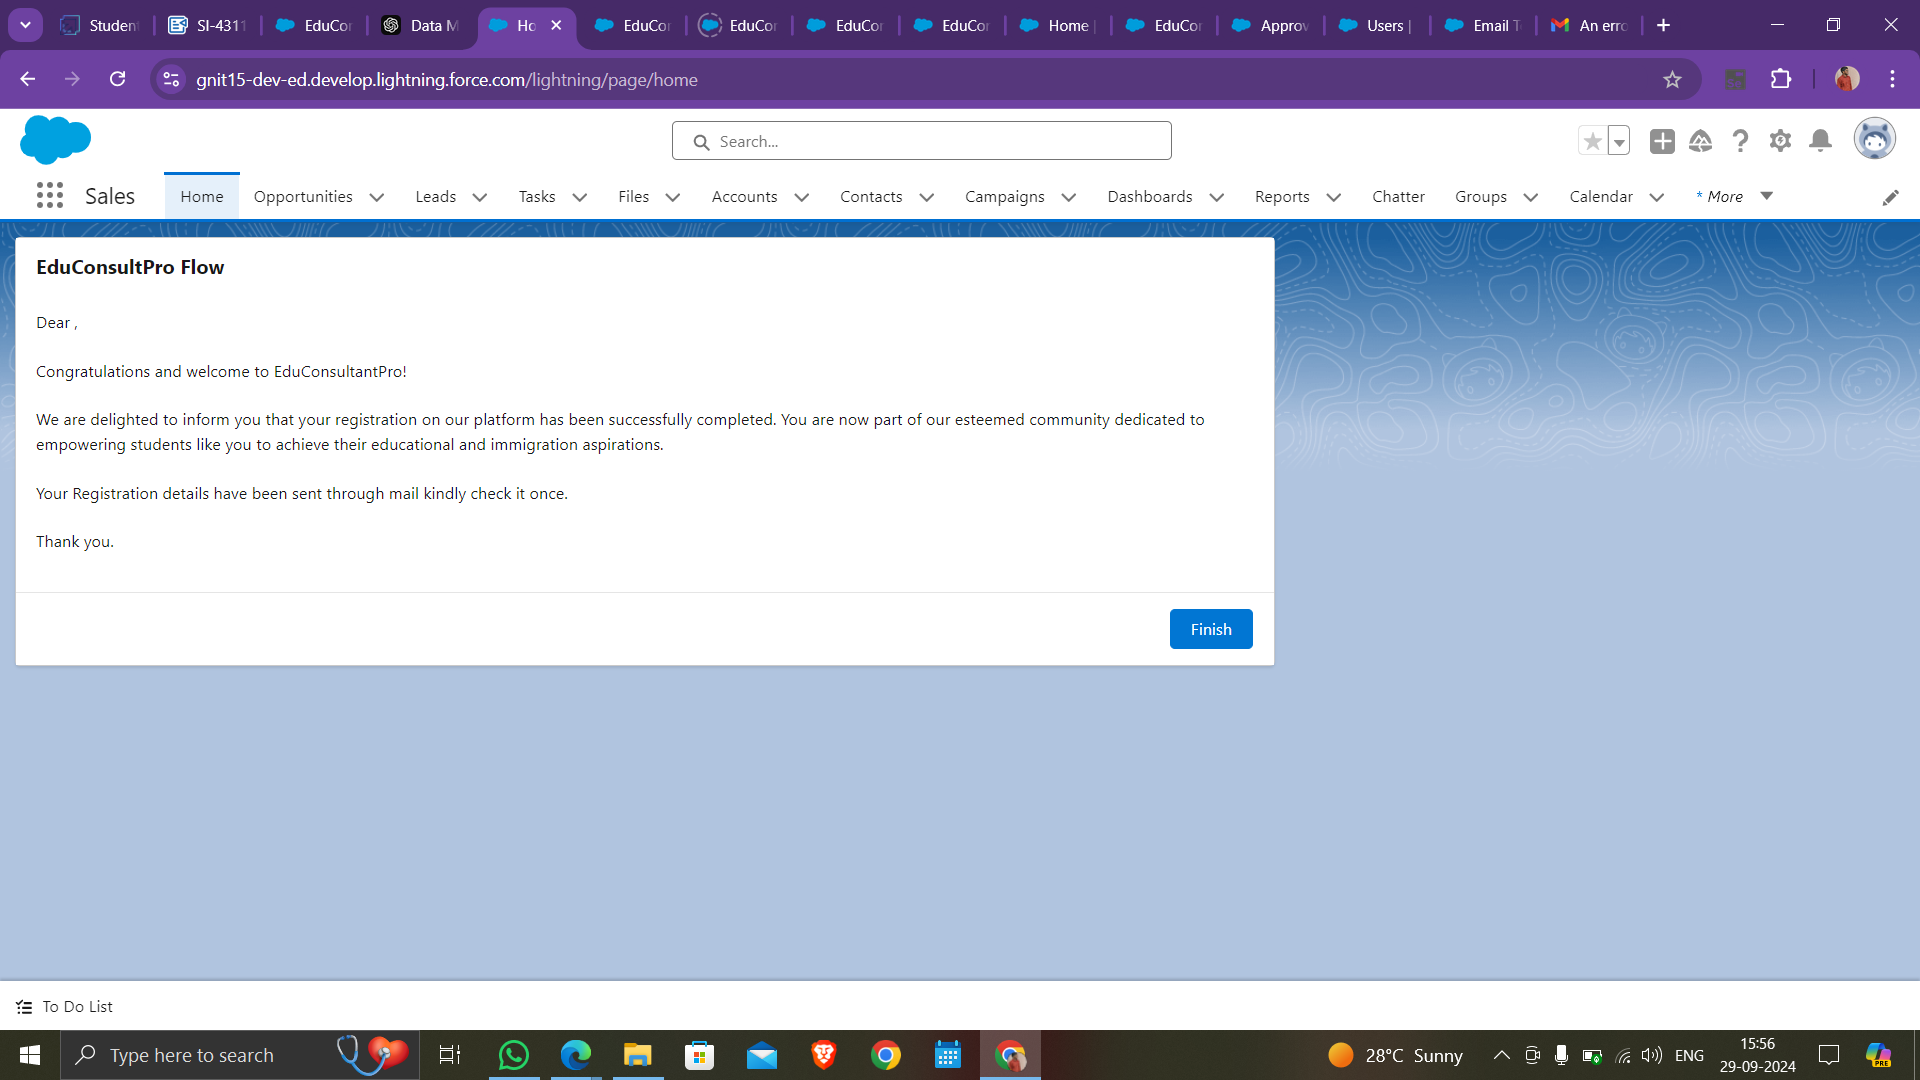 Student
SI-4311
EduCor
Data M
Ho
EduCor
EduCor
EduCor
EduCor
Home |
EduCor
Approv
Users |
Email T
An erro
gnit15-dev-ed.develop.lightning.force.com/lightning/page/home
Search...
Sales
Home
Opportunities
Leads
Tasks
Files
Accounts
Contacts
Campaigns
Dashboards
Reports
Chatter
Groups
Calendar
* More
EduConsultPro Flow
Dear ,
Congratulations and welcome to EduConsultantPro!
We are delighted to inform you that your registration on our platform has been successfully completed. You are now part of our esteemed community dedicated to
empowering students like you to achieve their educational and immigration aspirations.
Your Registration details have been sent through mail kindly check it once.
Thank you.
Finish
To Do List
Type here to search
28°C Sunny
ENG
15:56
29-09-2024
PRE